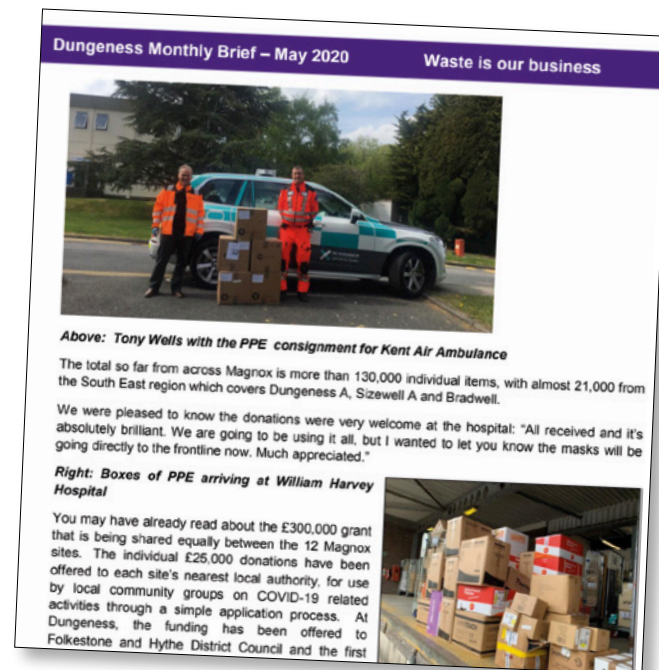 Dungeness Monthly Brief – May 2020 Waste is our business
Above: Tony Wells with the PPE consignment for Kent Air Ambulance
The total so far from across Magnox is more than 130,000 individual items, with almost 21,000 from
the South East region which covers Dungeness A, Sizewell A and Bradwell.
We were pleased to know the donations were very welcome at the hospital: “All received and it’s
absolutely brilliant. We are going to be using it all, but I wanted to let you know the masks will be
going directly to the frontline now. Much appreciated.”
Right: Boxes of PPE arriving at William Harvey
Hospital
You may have already read about the £300,000 grant
that is being shared equally between the 12 Magnox
sites. The individual £25,000 donations have been
offered to each site’s nearest local authority, for use
by local community groups on COVID-19 related
activities through a simple application process. At
Dungeness, the funding has been offered to
Folkestone and Hythe District Council and the first